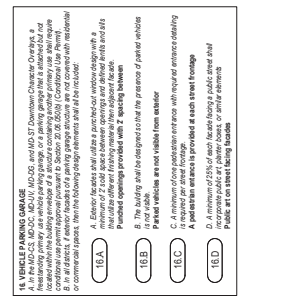 16. VEHICLE PARKING GARAGE
A. In the MD-CS, MD-DC, MD-UV, MD-DG, and MD-ST Downtown Character Overlays, a
freestanding primary use vehicle parking garage, or a parking garage that is attached but not
located within the building envelope of a structure containing another primary use shall require
conditional use permit approval pursuant to Section 20.06.050(b) (Conditional Use Permit).
B. In all districts, if exterior facades of a parking garage structure are not covered with residential
or commercial spaces, then the following design elements shall all be included:
16.A
A. Exterior facades shall utilize a punched-out window design with a
minimum of 2' solid space between openings and defined lentils and sills
that utilize different finishing material then adjacent facade.
Punched openings provided with 2' spacing between
16.B
B. The building shall be designed so that the presence of parked vehicles
is not visible.
Parked vehicles are not visible from exterior
16.C
C. A minimum of one pedestrian entrance with required entrance detailing
is required per street frontage.
A pedestrian entrance is provided at each street frontage
16.D
D. A minimum of 25% of each facade facing a public street shall
incorporate public art, planter boxes, or similar elements
Public art on street facing facades